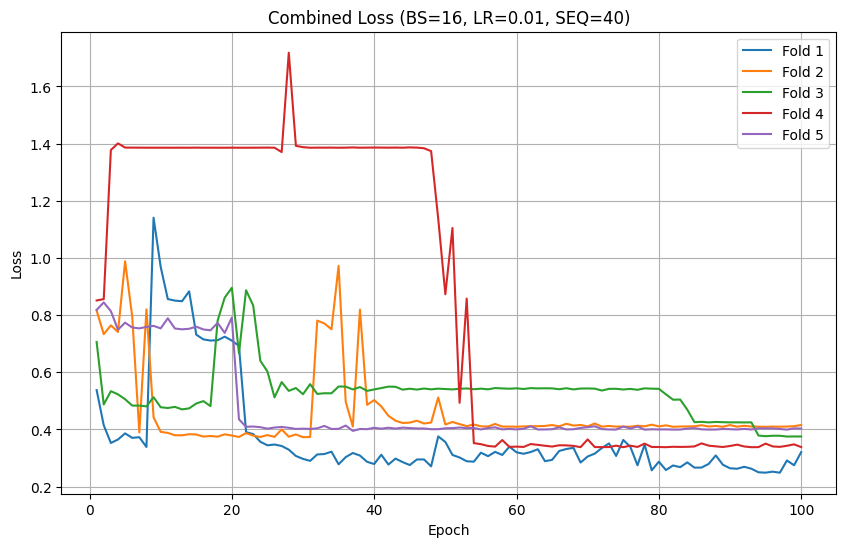 Combined Loss (BS=16, LR=0.01, SEQ=40)
Fold 1
Fold 2
Fold 3
Fold 4
Fold 5
Loss
1.6
1.4
1.2
1.0
0.8
0.6
0.4
0.2
0 20 40 60 80 100
Epoch